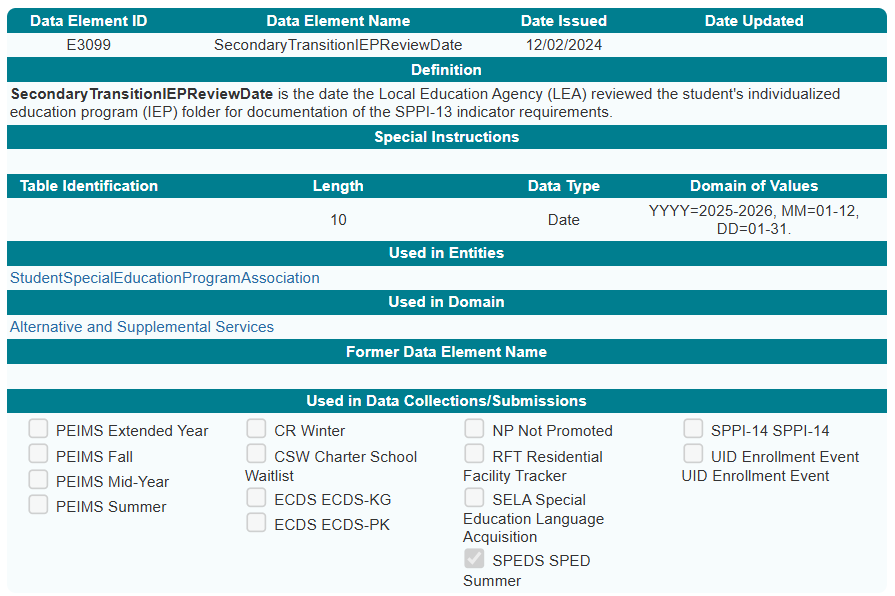 Data Element ID Data Element Name Date Issued Date Updated
E3099 SecondaryTransitionIEPReviewDate 12/02/2024
Definition
SecondaryTransitionIEPReviewDate is the date the Local Education Agency (LEA) reviewed the student's individualized
education program (IEP) folder for documentation of the SPPI-13 indicator requirements.
Special Instructions
Table Identification Length Data Type Domain of Values
10 Date YYYY=2025-2026, MM=01-12,
DD=01-31.
Used in Entities
StudentSpecialEducationProgramAssociation
Used in Domain
Alternative and Supplemental Services
Former Data Element Name
Used in Data Collections/Submissions
PEIMS Extended Year
PEIMS Fall
PEIMS Mid-Year
PEIMS Summer
CR Winter
CSW Charter School
Waitlist
ECDS ECDS-KG
ECDS ECDS-PK
NP Not Promoted
RFT Residential
Facility Tracker
SELA Special
Education Language
Acquisition
SPEDS SPED
Summer
SPPI-14 SPPI-14
UID Enrollment Event
UID Enrollment Event